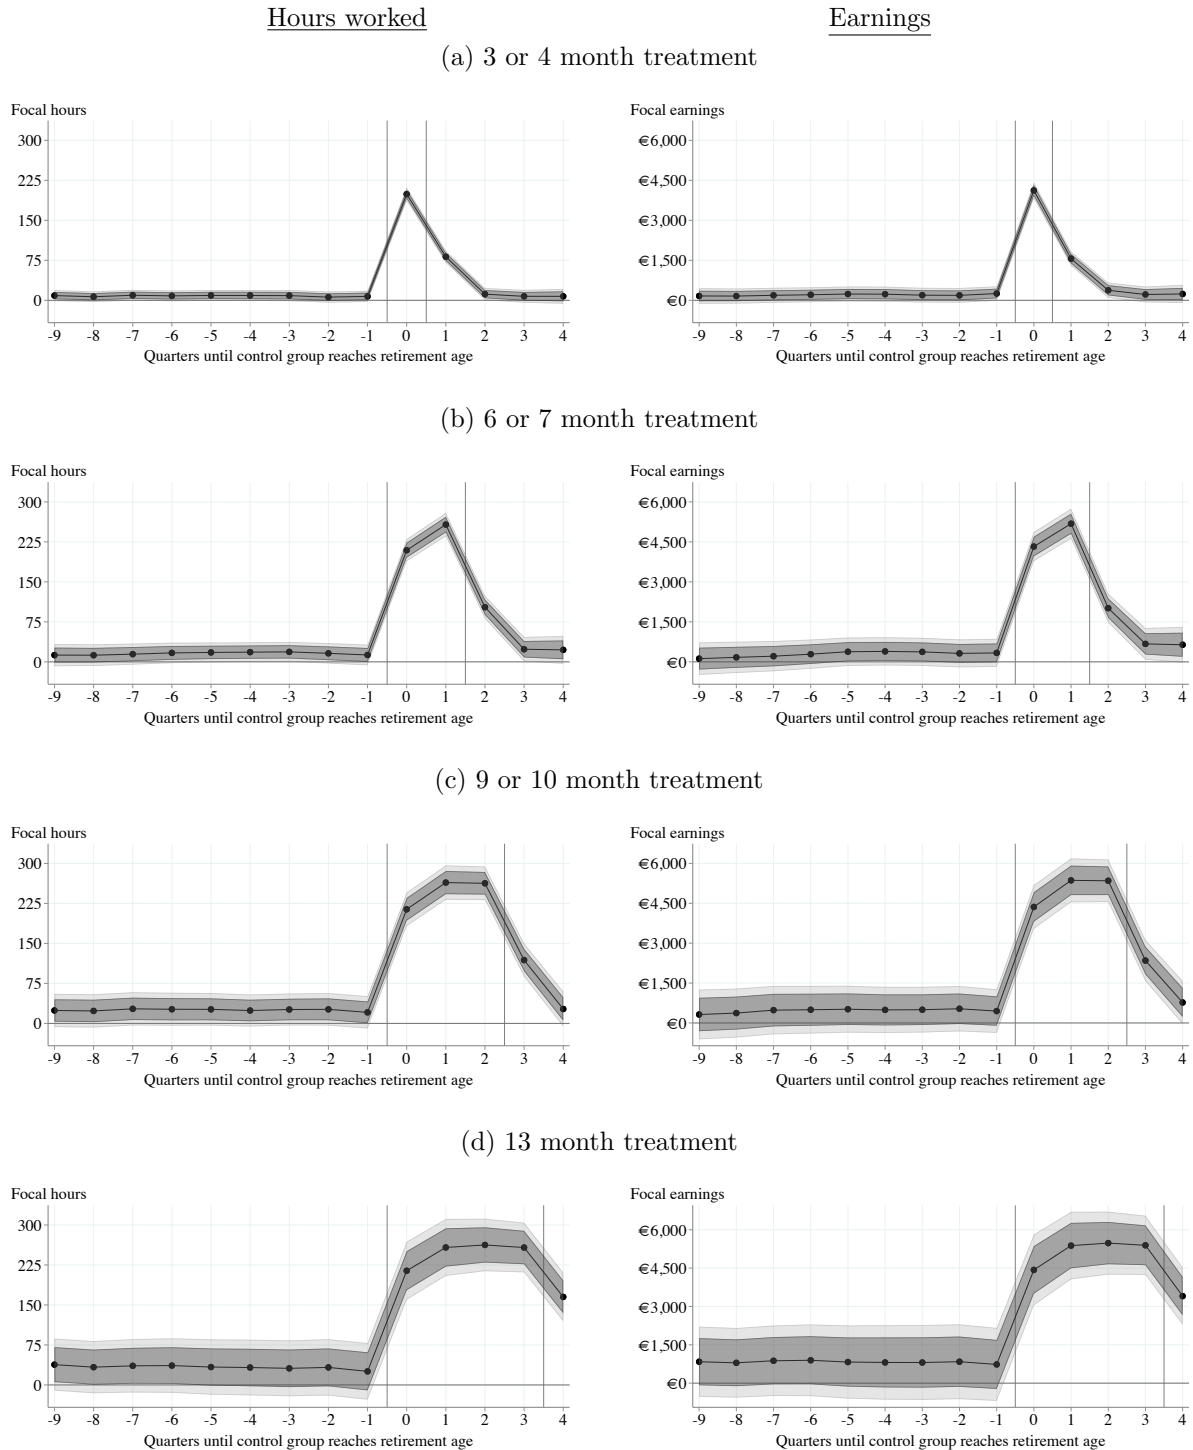 Hours worked Earnings
(a) 3 or 4 month treatment
Focal hours Focal earnings
300 €6,000
225 €4,500
150 €3,000
75 €1,500
0 €0
-9 -8 -7 -6 -5 -4 -3 -2 -1 0 1 2 3 4 -9 -8 -7 -6 -5 -4 -3 -2 -1 0 1 2 3 4
Quarters until control group reaches retirement age Quarters until control group reaches retirement age
(b) 6 or 7 month treatment
Focal hours Focal earnings
300 €6,000
225 €4,500
150 €3,000
75 €1,500
0 €0
-9 -8 -7 -6 -5 -4 -3 -2 -1 0 1 2 3 4 -9 -8 -7 -6 -5 -4 -3 -2 -1 0 1 2 3 4
Quarters until control group reaches retirement age Quarters until control group reaches retirement age
(c) 9 or 10 month treatment
Focal hours Focal earnings
300 €6,000
225 €4,500
150 €3,000
75 €1,500
0 €0
-9 -8 -7 -6 -5 -4 -3 -2 -1 0 1 2 3 4 -9 -8 -7 -6 -5 -4 -3 -2 -1 0 1 2 3 4
Quarters until control group reaches retirement age Quarters until control group reaches retirement age
(d) 13 month treatment
Focal hours Focal earnings
300 €6,000
225 €4,500
150 €3,000
75 €1,500
0 €0
-9 -8 -7 -6 -5 -4 -3 -2 -1 0 1 2 3 4 -9 -8 -7 -6 -5 -4 -3 -2 -1 0 1 2 3 4
Quarters until control group reaches retirement age Quarters until control group reaches retirement age